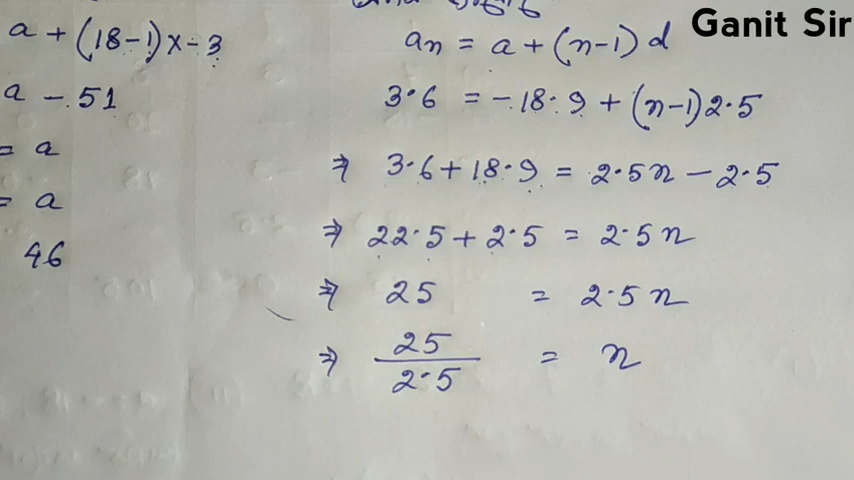 Ganit Sir
a + (18-1)x-3
a - 51
= a
= a
46
an = a + (n-1) d
3.6 = -18.9 + (n-1)2.5
⇒ 3.6+18.9 = 2.5n - 2.5
⇒ 22.5 + 2.5 = 2.5n
⇒ 25 = 2.5n
⇒ 25/2.5 = n